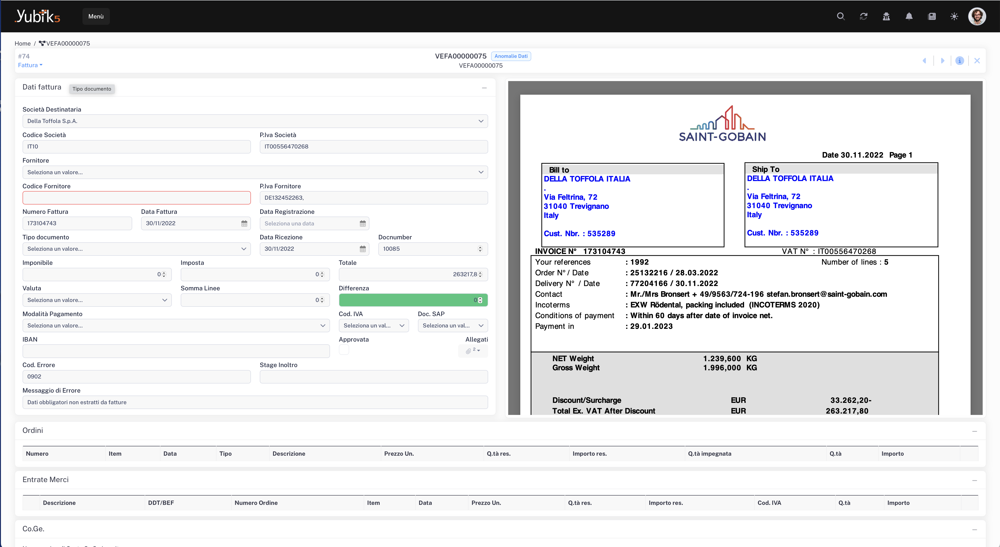 .Yubik5
Menù
Home / VEFA00000075
#74
Fattura
VEFA00000075 Anomalie Dati
VEFA00000075
Dati fattura
Tipo documento
Società Destinataria
Della Toffola S.p.A.
Codice Società P.Iva Società
IT10 IT00556470268
Fornitore
Seleziona un valore...
Codice Fornitore P.Iva Fornitore
DE132452263,
Numero Fattura Data Fattura Data Registrazione
173104743 30/11/2022 Seleziona una data
Tipo documento Data Ricezione Docnumber
Seleziona un valore... 30/11/2022 10085
Imponibile Imposta Totale
0 0 263217,8
Valuta Somma Linee Differenza
Seleziona un valore... 0 0
Modalità Pagamento Cod. IVA Doc. SAP
Seleziona un valore... Seleziona un val... Seleziona un val...
IBAN Approvata Allegati
2
Cod. Errore Stage Inoltro
0902
Messaggio di Errore
Dati obbligatori non estratti da fatture
SAINT-GOBAIN
Date 30.11.2022 Page 1
Bill to
DELLA TOFFOLA ITALIA
.
Via Feltrina, 72
31040 Trevignano
Italy
Cust. Nbr. : 535289
Ship To
DELLA TOFFOLA ITALIA
.
Via Feltrina, 72
31040 Trevignano
Italy
Cust. Nbr. : 535289
INVOICE N° 173104743 VAT N° : IT00556470268
Your references : 1992 Number of lines : 5
Order N° / Date : 25132216 / 28.03.2022
Delivery N° / Date : 77204166 / 30.11.2022
Contact : Mr./Mrs Bronsert + 49/9563/724-196 stefan.bronsert@saint-gobain.com
Incoterms : EXW Rödental, packing included (INCOTERMS 2020)
Conditions of payment : Within 60 days after date of invoice net.
Payment in : 29.01.2023
NET Weight 1.239,600 KG
Gross Weight 1.996,000 KG
Discount/Surcharge EUR 33.262,20-
Total Ex. VAT After Discount EUR 263.217,80
Ordini
Numero Item Data Tipo Descrizione Prezzo Un. Q.tà res. Importo res. Q.tà impegnata Q.tà Importo
Entrate Merci
Descrizione DDT/BEF Numero Ordine Item Data Prezzo Un. Q.tà res. Importo res. Cod. IVA Q.tà Importo
Co.Ge.